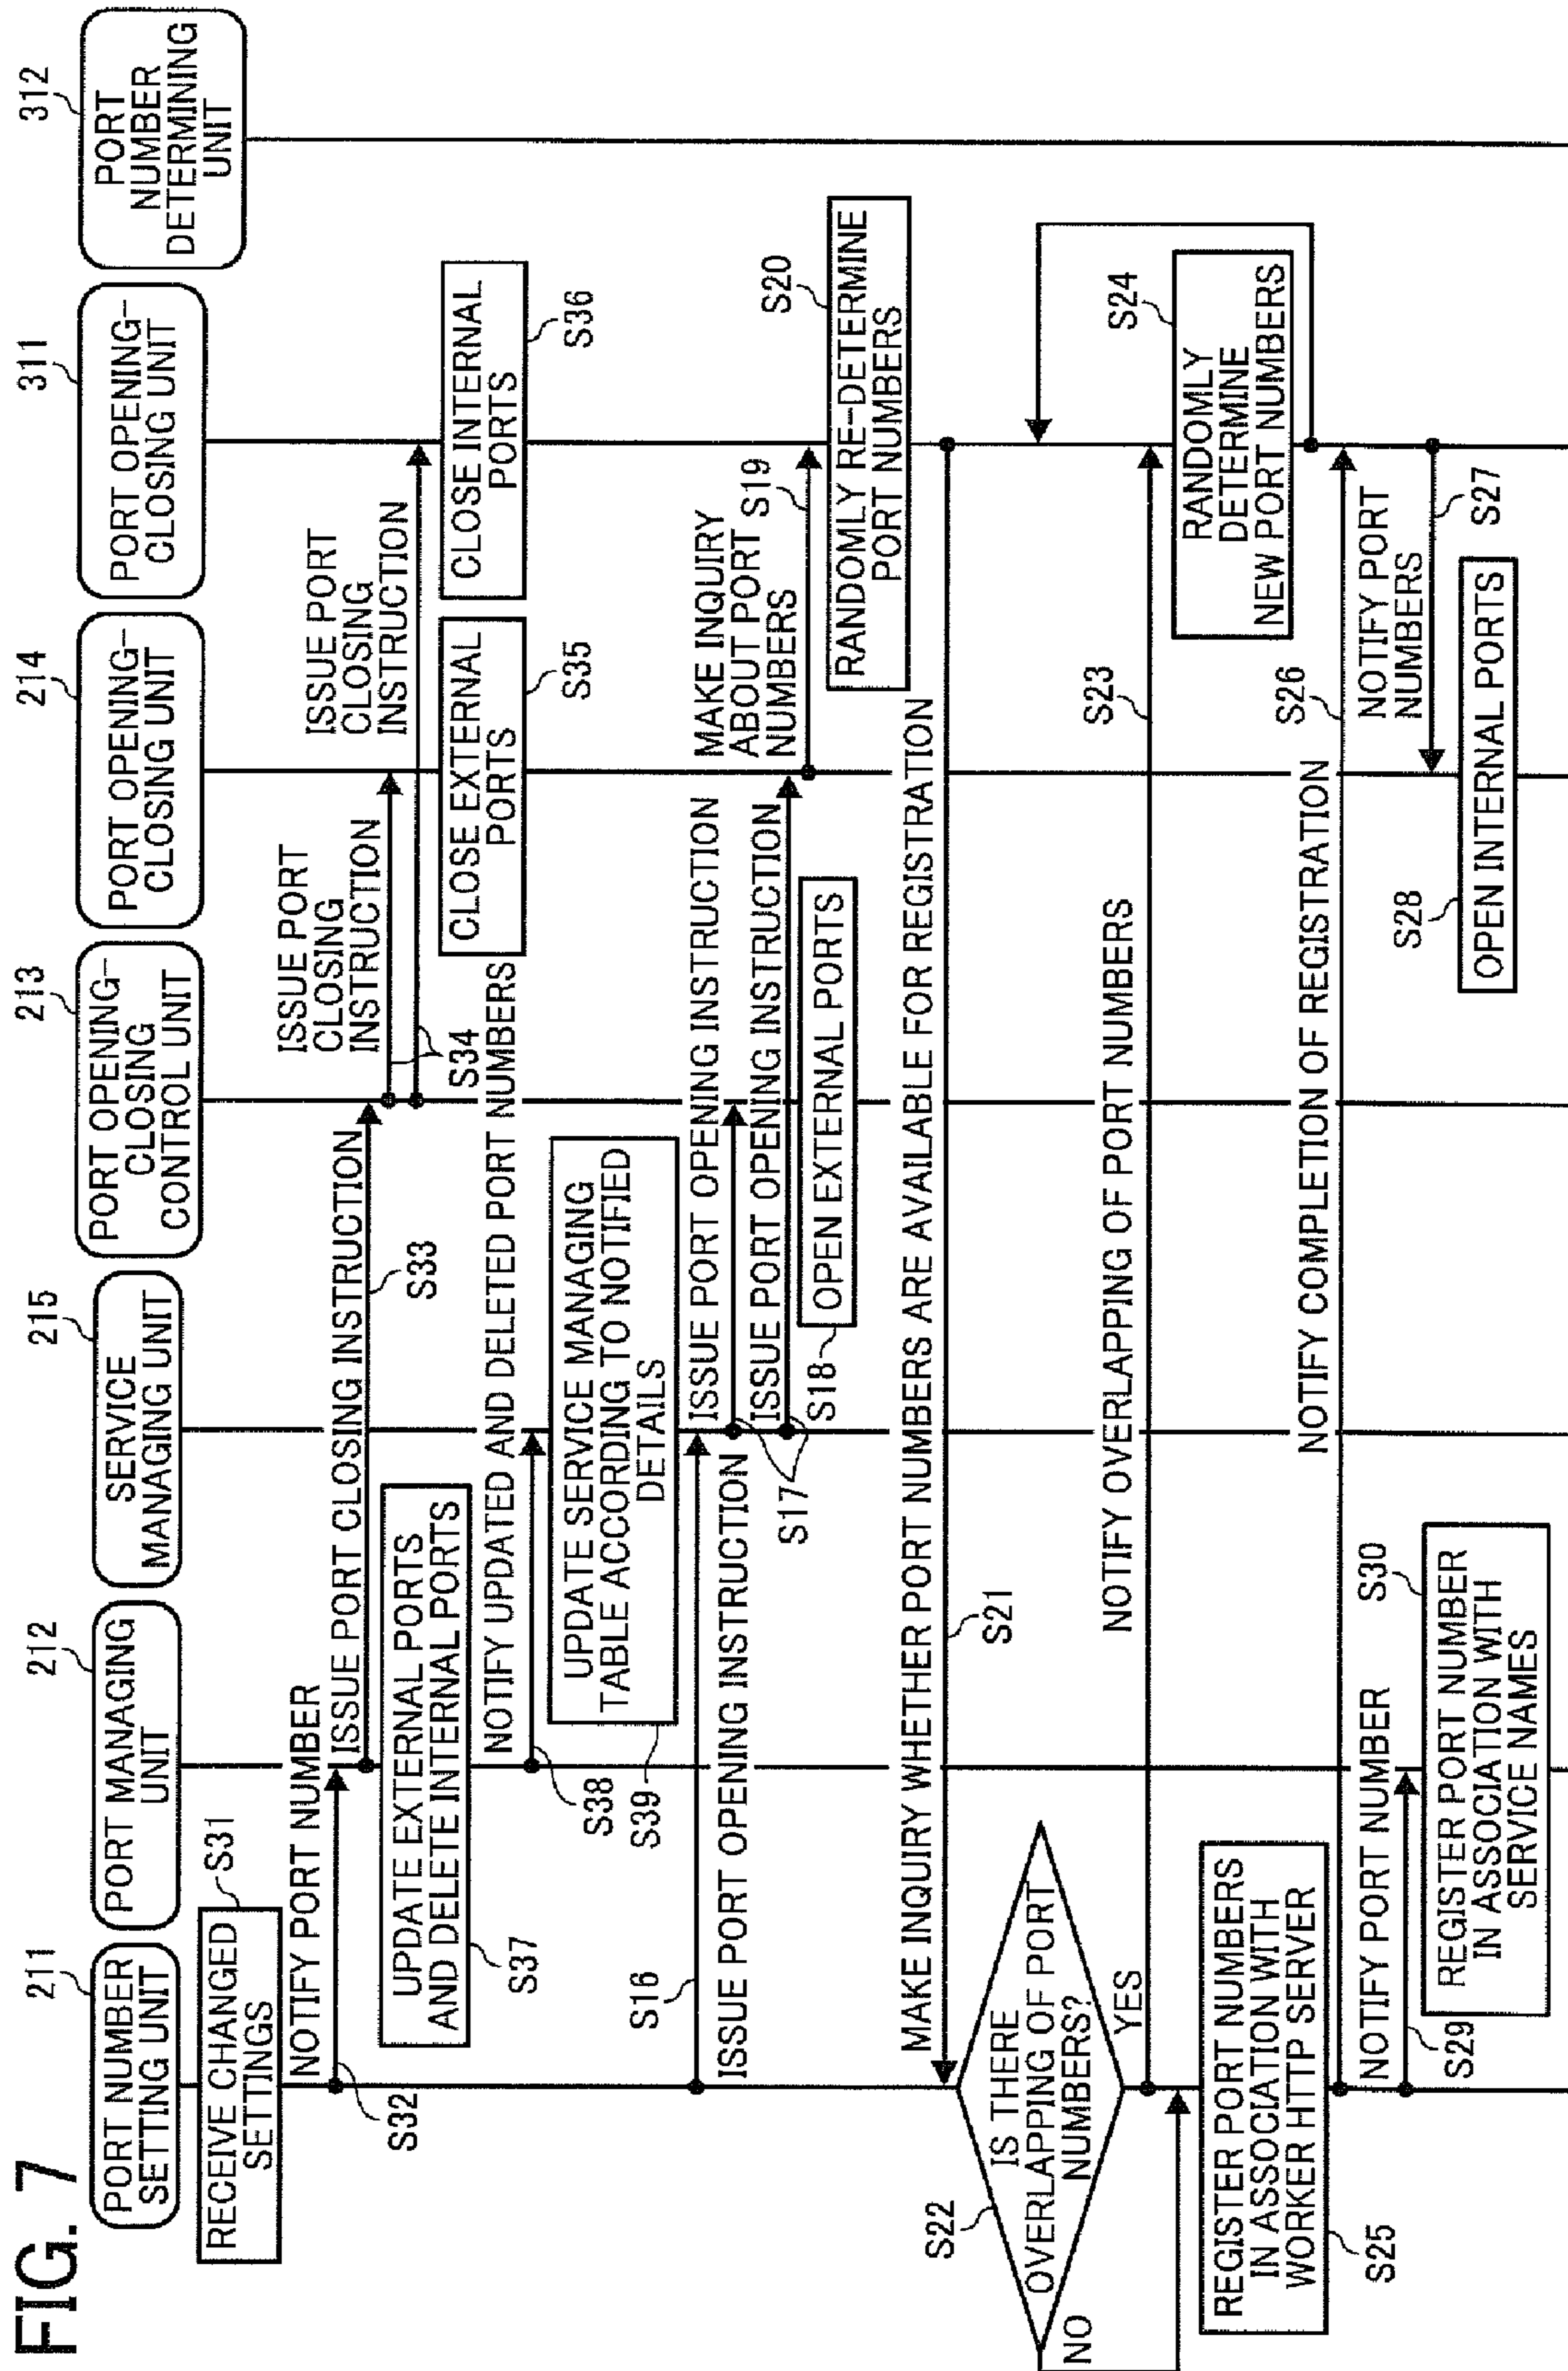 FIG. 7
211
PORT NUMBER
SETTING UNIT
212
PORT MANAGING
UNIT
215
SERVICE
MANAGING UNIT
213
PORT OPENING-
CLOSING
CONTROL UNIT
214
PORT OPENING-
CLOSING UNIT
311
PORT OPENING-
CLOSING UNIT
312
PORT
NUMBER
DETERMINING
UNIT
RECEIVE CHANGED
SETTINGS
S31
NOTIFY PORT NUMBER
S32
ISSUE PORT CLOSING INSTRUCTION
S33
ISSUE PORT
CLOSING
INSTRUCTION
ISSUE PORT
CLOSING
INSTRUCTION
S34
CLOSE EXTERNAL
PORTS
S35
CLOSE INTERNAL
PORTS
S36
UPDATE EXTERNAL PORTS
AND DELETE INTERNAL PORTS
S37
NOTIFY UPDATED AND DELETED PORT NUMBERS
S38
UPDATE SERVICE MANAGING
TABLE ACCORDING TO NOTIFIED
DETAILS
S39
S16
ISSUE PORT OPENING INSTRUCTION
ISSUE PORT OPENING INSTRUCTION
ISSUE PORT OPENING INSTRUCTION
S17
S18
OPEN EXTERNAL PORTS
MAKE INQUIRY
ABOUT PORT
NUMBERS
S19
S20
RANDOMLY RE-DETERMINE
PORT NUMBERS
MAKE INQUIRY WHETHER PORT NUMBERS ARE AVAILABLE FOR REGISTRATION
S21
S22
IS THERE
OVERLAPPING OF PORT
NUMBERS?
NO
YES
NOTIFY OVERLAPPING OF PORT NUMBERS
S23
S24
RANDOMLY
DETERMINE
NEW PORT NUMBERS
REGISTER PORT NUMBERS
IN ASSOCIATION WITH
WORKER HTTP SERVER
S25
NOTIFY COMPLETION OF REGISTRATION
S26
NOTIFY PORT
NUMBERS
S27
S28
OPEN INTERNAL PORTS
NOTIFY PORT NUMBER
S29
S30
REGISTER PORT NUMBER
IN ASSOCIATION WITH
SERVICE NAMES